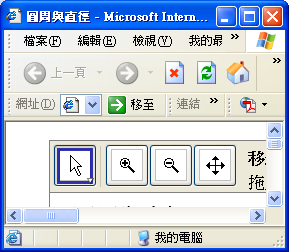 圓周與直徑 - Microsoft Intern...
檔案(F) 編輯(E) 檢視(V) 我的最 »
上一頁 »
網址(D) 移至 連結 » »
移
拖
我的電腦